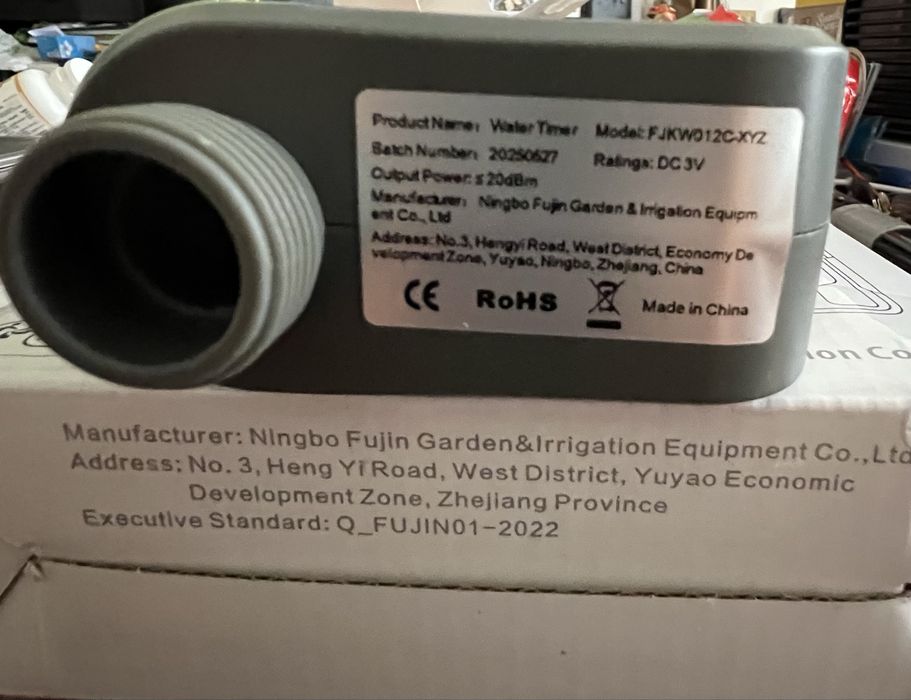 Product Name: Water Timer Model: FJKW012C-XYZ
Batch Number: 20250527 Ratings: DC 3V
Output Power: ≤ 20dBm
Manufacturer: Ningbo Fujin Garden & Irrigation Equipm
ent Co., Ltd
Address: No.3, Hengyi Road, West District, Economy De
velopment Zone, Yuyao, Ningbo, Zhejiang, China
CE RoHS Made in China
ion Co
Manufacturer: Ningbo Fujin Garden&Irrigation Equipment Co.,Ltd
Address: No. 3, Heng Yi Road, West District, Yuyao Economic
Development Zone, Zhejiang Province
Executive Standard: Q_FUJIN01-2022